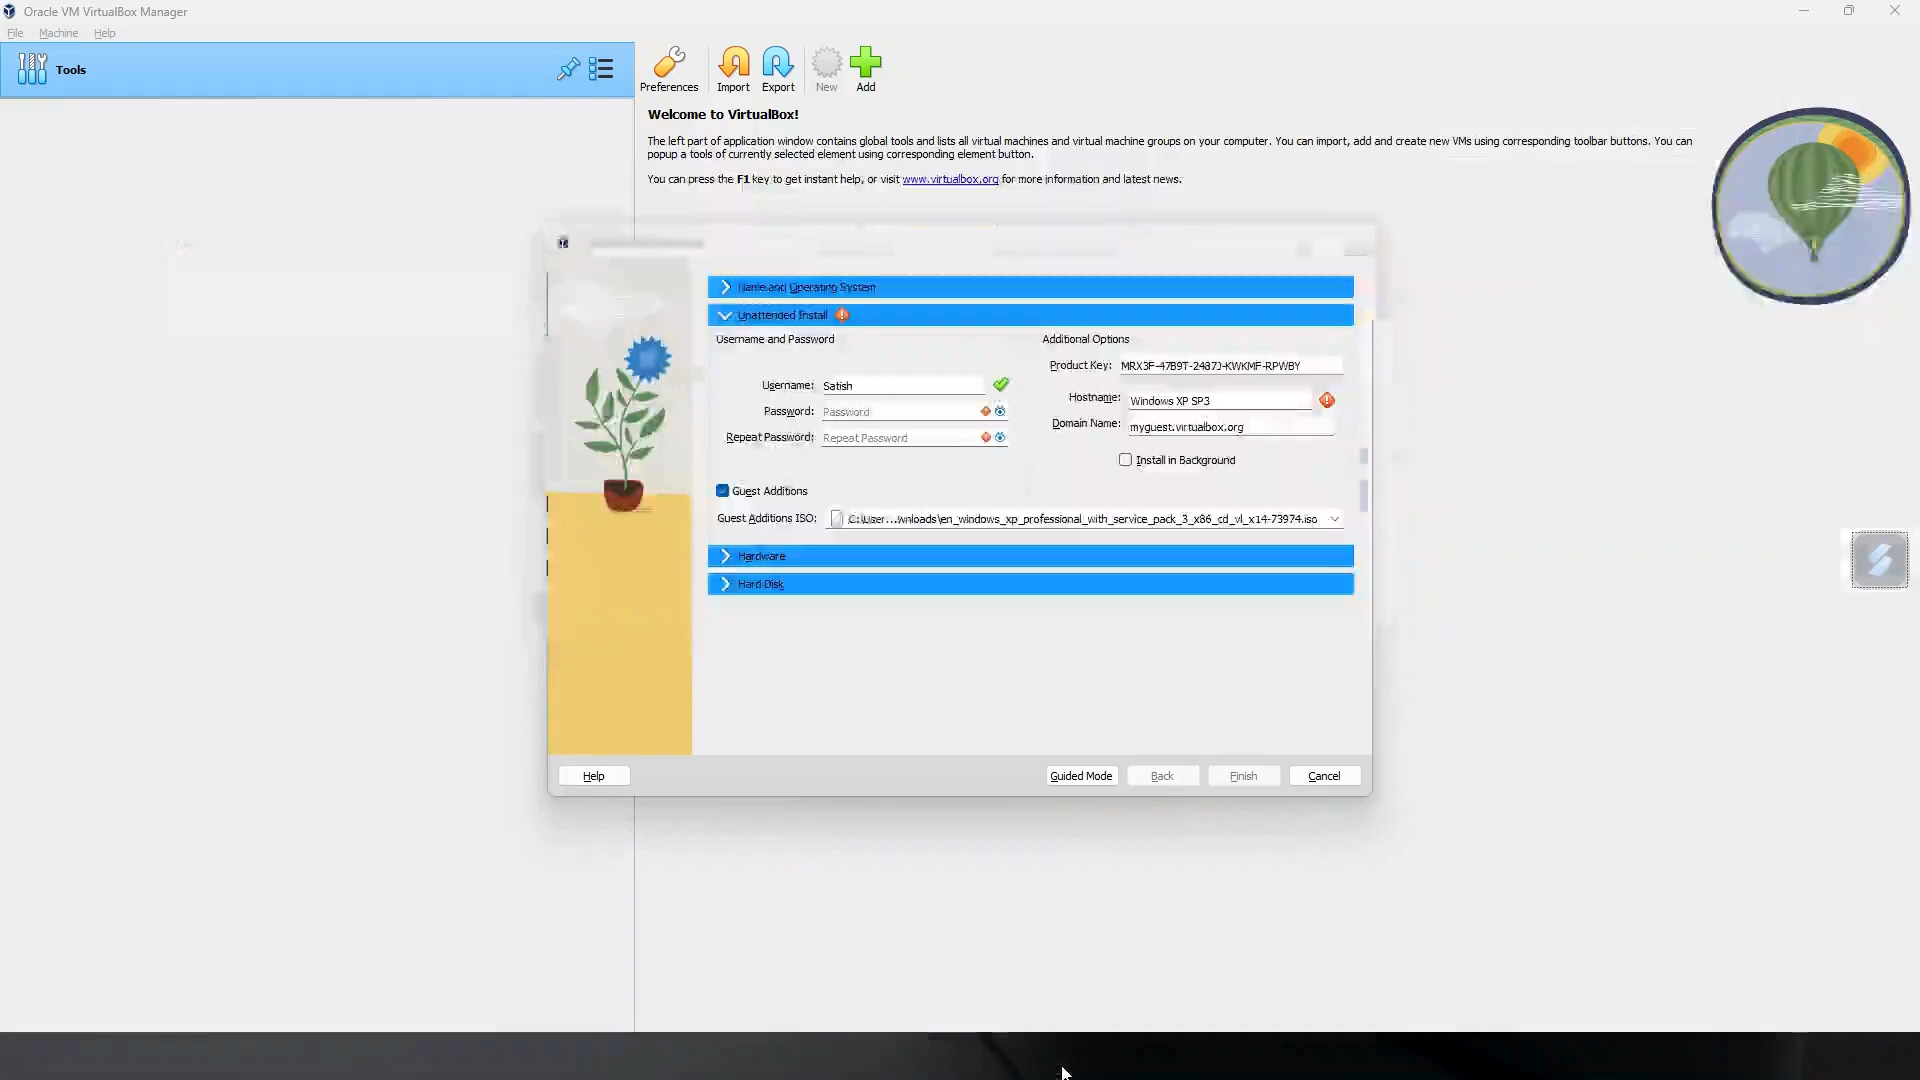 Oracle VM VirtualBox Manager
File Machine Help
Tools
Preferences Import Export New Add
Welcome to VirtualBox!
The left part of application window contains global tools and lists all virtual machines and virtual machine groups on your computer. You can import, add and create new VMs using corresponding toolbar buttons. You can
popup a tools of currently selected element using corresponding element button.
You can press the F1 key to get instant help, or visit www.virtualbox.org for more information and latest news.
Name and Operating System
Unattended Install
Username and Password
Additional Options
Product Key: MRX3F-47B9T-2487J-KWKMF-RPWBY
Username: Satish
Hostname: Windows XP SP3
Password: Password
Domain Name: myguest.virtualbox.org
Repeat Password: Repeat Password
Install in Background
Guest Additions
Guest Additions ISO: C:\User...wnloads\en_windows_xp_professional_with_service_pack_3_x86_cd_vl_x14-73974.iso
Hardware
Hard Disk
Help Guided Mode Back Finish Cancel